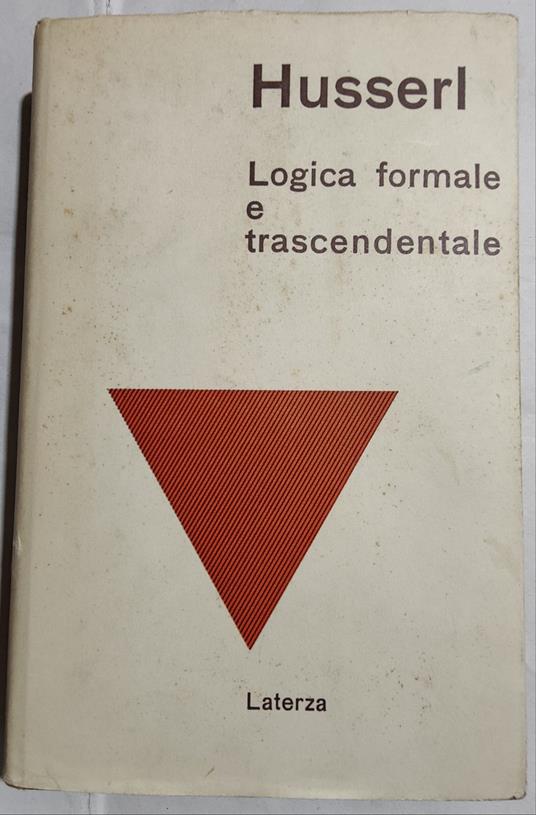 Husserl
Logica formale
e
trascendentale
Laterza